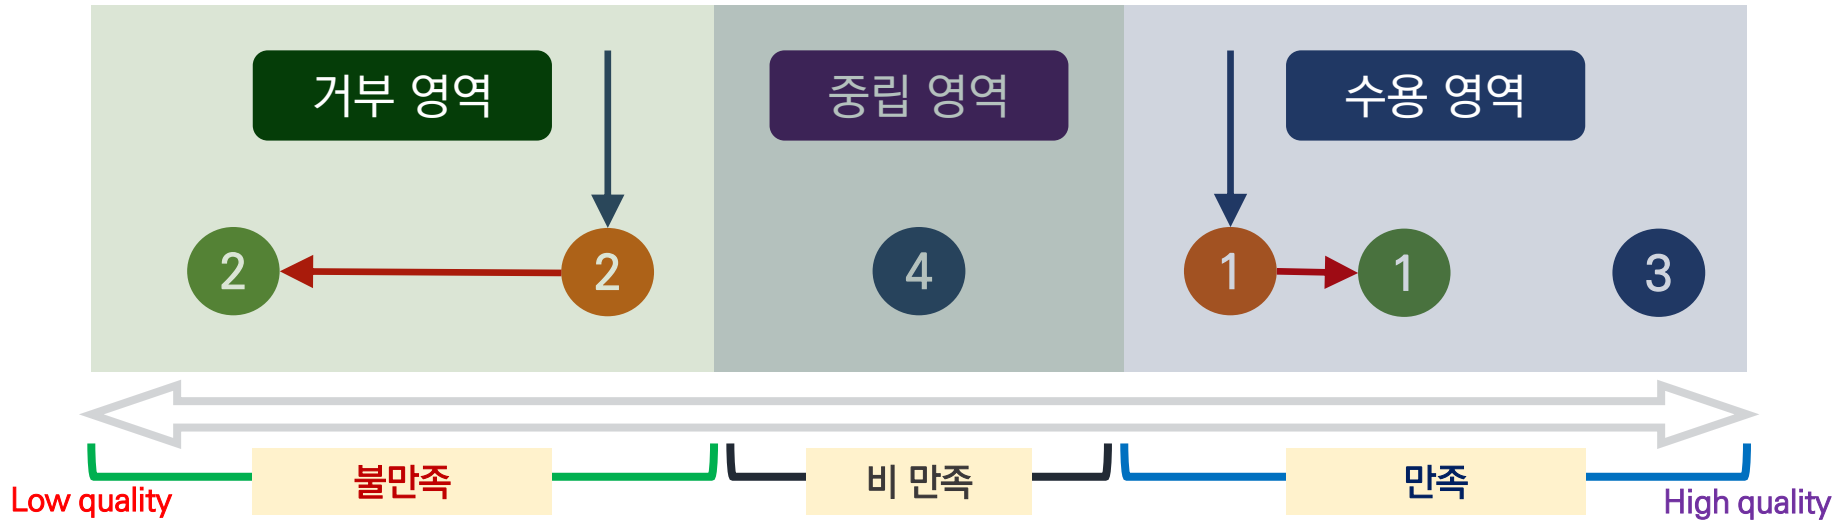 거부 영역
중립 영역
수용 영역
2
2
4
1
1
3
불만족
비 만족
만족
Low quality
High quality